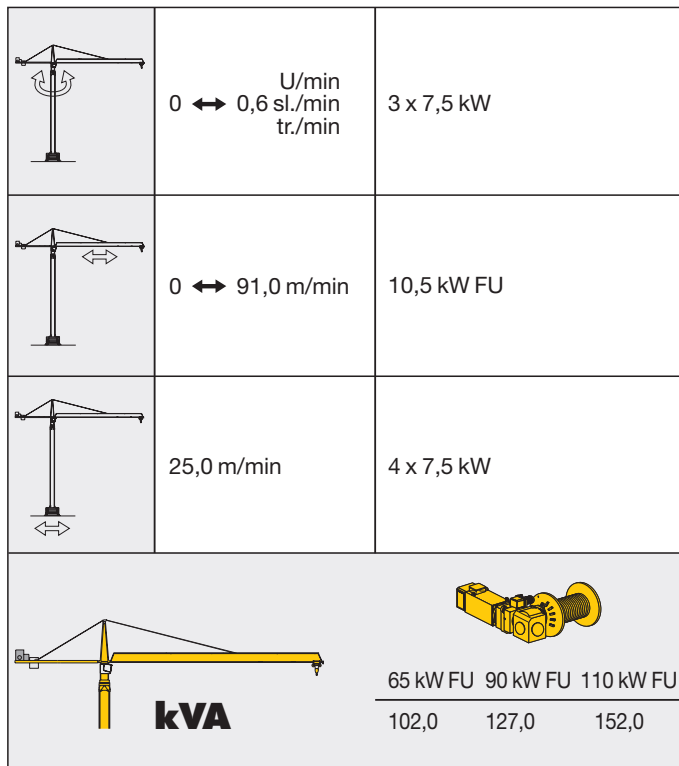 U/min
0 ↔ 0,6 sl./min
tr./min
3 x 7,5 kW
0 ↔ 91,0 m/min
10,5 kW FU
25,0 m/min
4 x 7,5 kW
kVA
65 kW FU 90 kW FU 110 kW FU
102,0 127,0 152,0